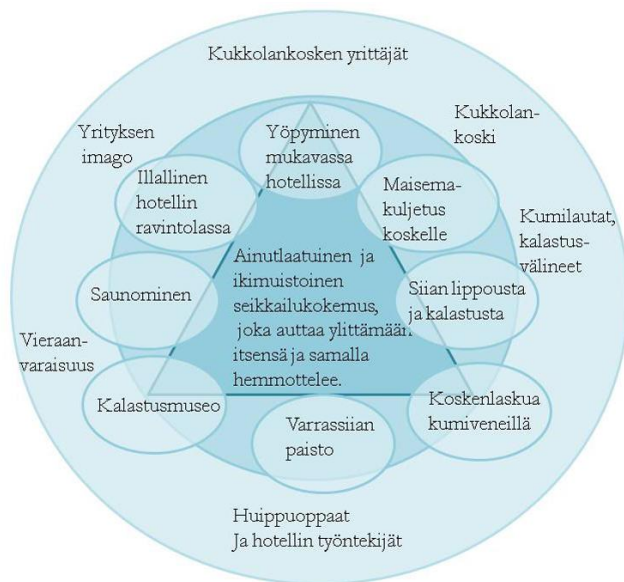 Kukkolankosken yrittäjät
Yrityksen
imago
Yöpyminen
mukavassa
hotellissa
Kukkolan-
koski
Illallinen
hotellin
ravintolassa
Maisema-
kuljetus
koskelle
Kumilautat,
kalastus-
välineet
Ainutlaatuinen ja
ikimuistoinen
seikkailukokemus,
joka auttaa ylittämään
itsensä ja samalla
hemmottelee.
Saunominen
Siian lippousta
ja kalastusta
Vieraan-
varaisuus
Kalastusmuseo
Varrassiian
paisto
Koskenlaskua
kumiveneillä
Huippuoppaat
Ja hotellin työntekijät